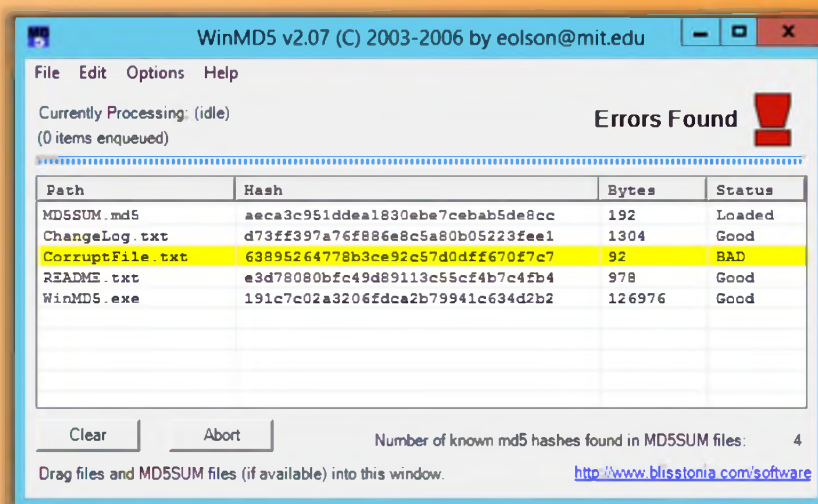 WinMD5 v2.07 (C) 2003-2006 by eolson@mit.edu
File Edit Options Help
Currently Processing: (idle)
(0 items enqueued)
Errors Found
Path Hash Bytes Status
MD5SUM.md5 aeca3c951ddea1830ebe7cebab5de8cc 192 Loaded
ChangeLog.txt d73ff397a76f886e8c5a80b05223fee1 1304 Good
CorruptFile.txt 63895264778b3ce92c57d0dff670f7c7 92 BAD
README.txt e3d78080bfc49d89113c55cf4b7c4fb4 978 Good
WinMD5.exe 191c7c02a3206fdca2b79941c634d2b2 126976 Good
Clear Abort Number of known md5 hashes found in MD5SUM files: 4
Drag files and MD5SUM files (if available) into this window. http://www.blisstonia.com/software